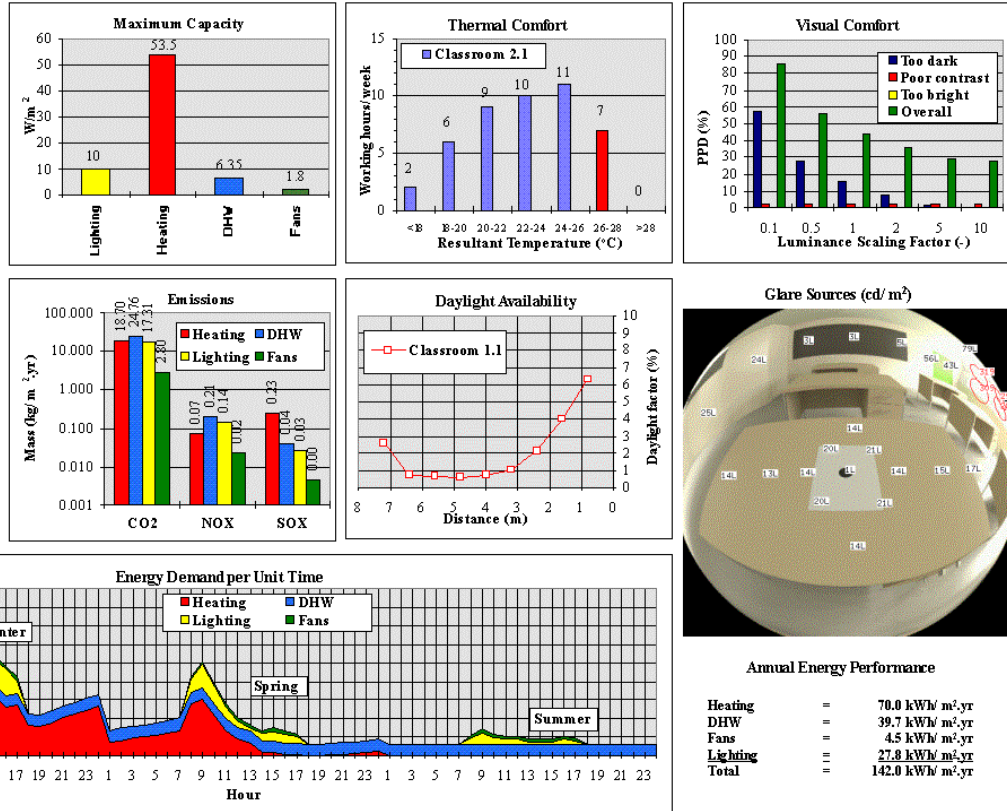 Maximum Capacity
W/m²
60
50
40
30
20
10
0
10
53.5
6.35
1.8
Lighting
Heating
DHW
Fans
Thermal Comfort
Working hours/week
15
10
5
0
Classroom 2.1
2
6
9
10
11
7
0
<18
18-20
20-22
22-24
24-26
26-28
>28
Resultant Temperature (°C)
Visual Comfort
PPD (%)
100
90
80
70
60
50
40
30
20
10
0
Too dark
Poor contrast
Too bright
Overall
0.1
0.5
1
2
5
10
Luminance Scaling Factor (-)
Emissions
Mass (kg/m².yr)
100.000
10.000
1.000
0.100
0.010
0.001
Heating
DHW
Lighting
Fans
18.70
24.76
17.31
2.80
0.07
0.21
0.14
0.02
0.23
0.04
0.03
0.00
CO2
NOX
SOX
Daylight Availability
Classroom 1.1
10
9
8
7
6
5
4
3
2
1
0
Daylight factor (%)
8
7
6
5
4
3
2
1
0
Distance (m)
Glare Sources (cd/m²)
3L
3L
5L
24L
56L
43L
79L
25L
14L
20L
21L
14L
13L
14L
1L
14L
15L
17L
20L
21L
14L
Energy Demand per Unit Time
Heating
DHW
Lighting
Fans
nter
Spring
Summer
17 19 21 23 1 3 5 7 9 11 13 15 17 19 21 23 1 3 5 7 9 11 13 15 17 19 21 23
Hour
Annual Energy Performance
Heating = 70.0 kWh/m².yr
DHW = 39.7 kWh/m².yr
Fans = 4.5 kWh/m².yr
Lighting = 27.8 kWh/m².yr
Total = 142.0 kWh/m².yr